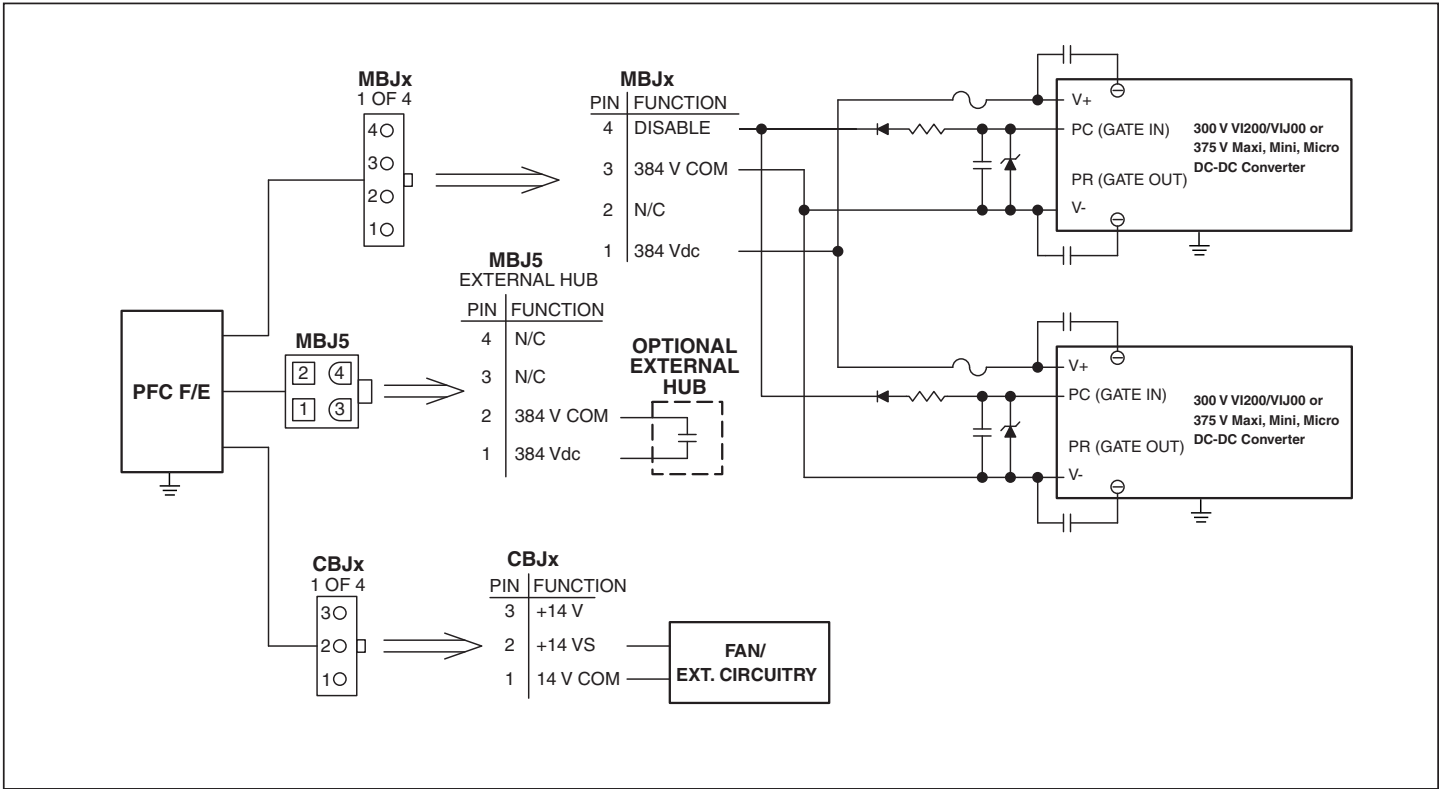 MBJx
1 OF 4
4
3
2
1
MBJx
PIN FUNCTION
4 DISABLE
3 384 V COM
2 N/C
1 384 Vdc
V+
PC (GATE IN)
PR (GATE OUT)
V-
300 V VI200/VIJ00 or
375 V Maxi, Mini, Micro
DC-DC Converter
MBJ5
EXTERNAL HUB
PIN FUNCTION
4 N/C
3 N/C
2 384 V COM
1 384 Vdc
PFC F/E
MBJ5
2 4
1 3
OPTIONAL
EXTERNAL
HUB
V+
PC (GATE IN)
PR (GATE OUT)
V-
300 V VI200/VIJ00 or
375 V Maxi, Mini, Micro
DC-DC Converter
CBJx
1 OF 4
3
2
1
CBJx
PIN FUNCTION
3 +14 V
2 +14 VS
1 14 V COM
FAN/
EXT. CIRCUITRY